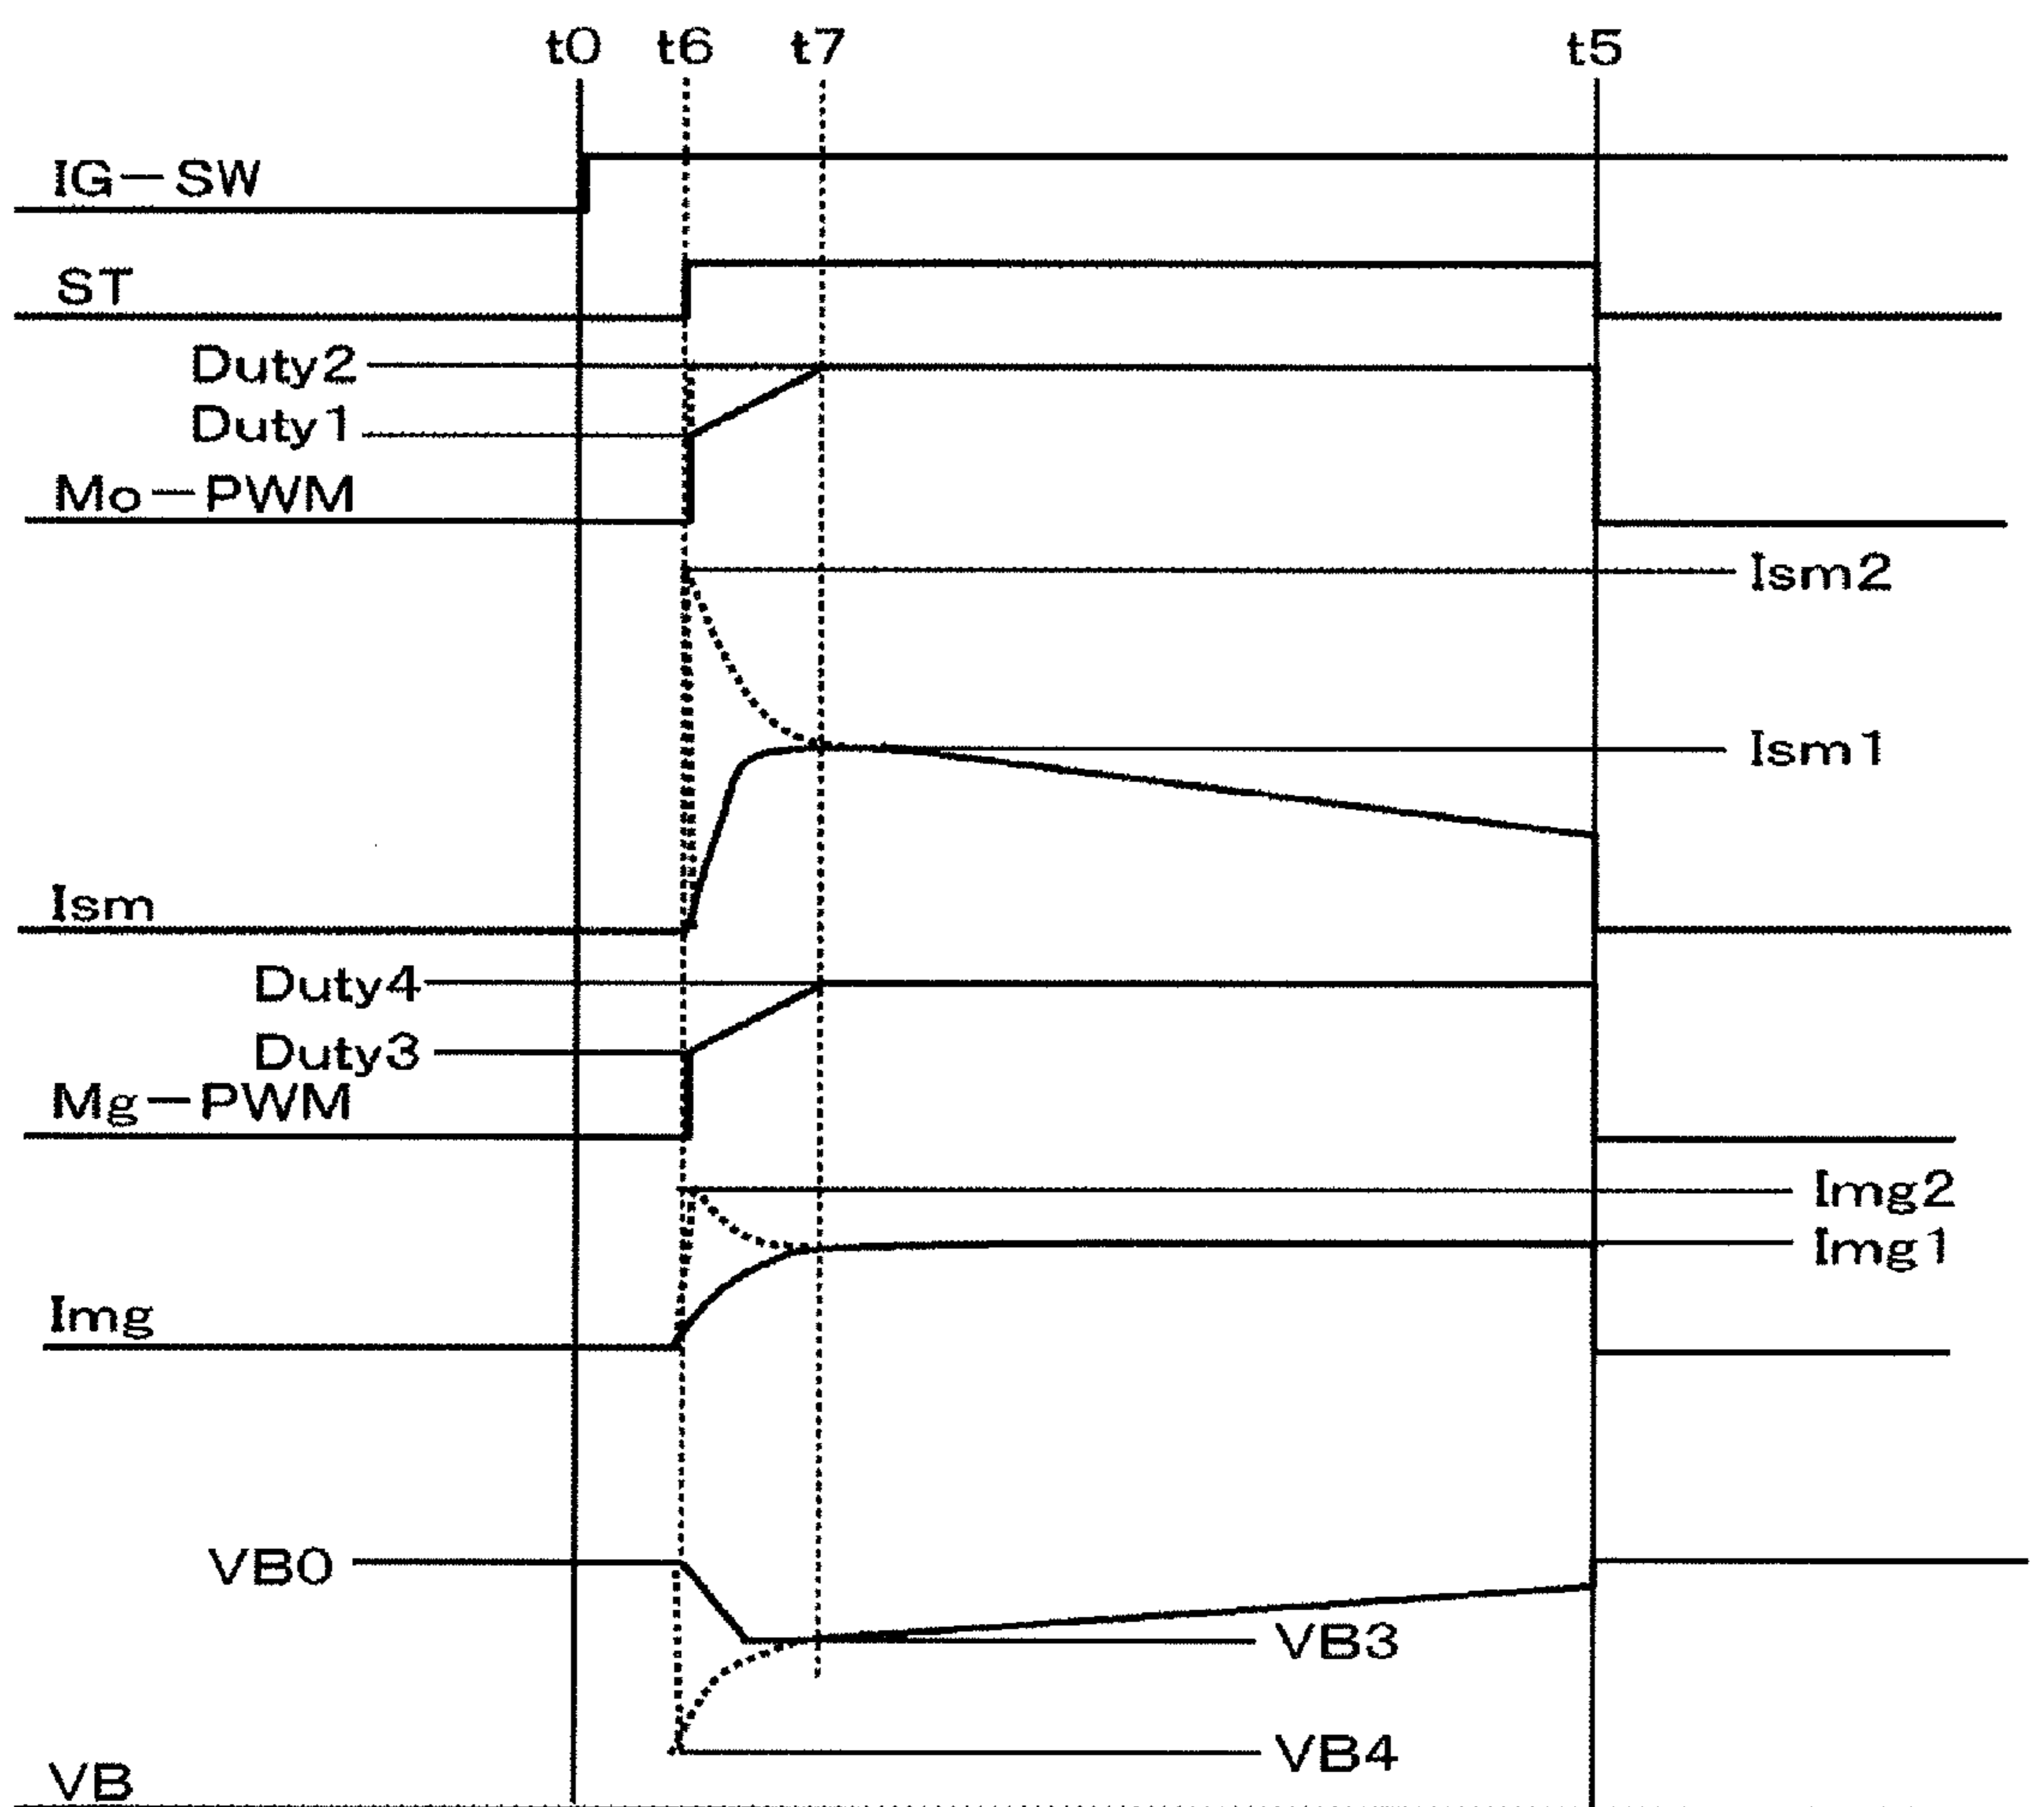 t0 t6 t7 t5
IG-SW
ST
Duty2
Duty1
Mo-PWM
Ism2
Ism1
Ism
Duty4
Duty3
Mg-PWM
Img2
Img1
Img
VB0
VB3
VB4
VB